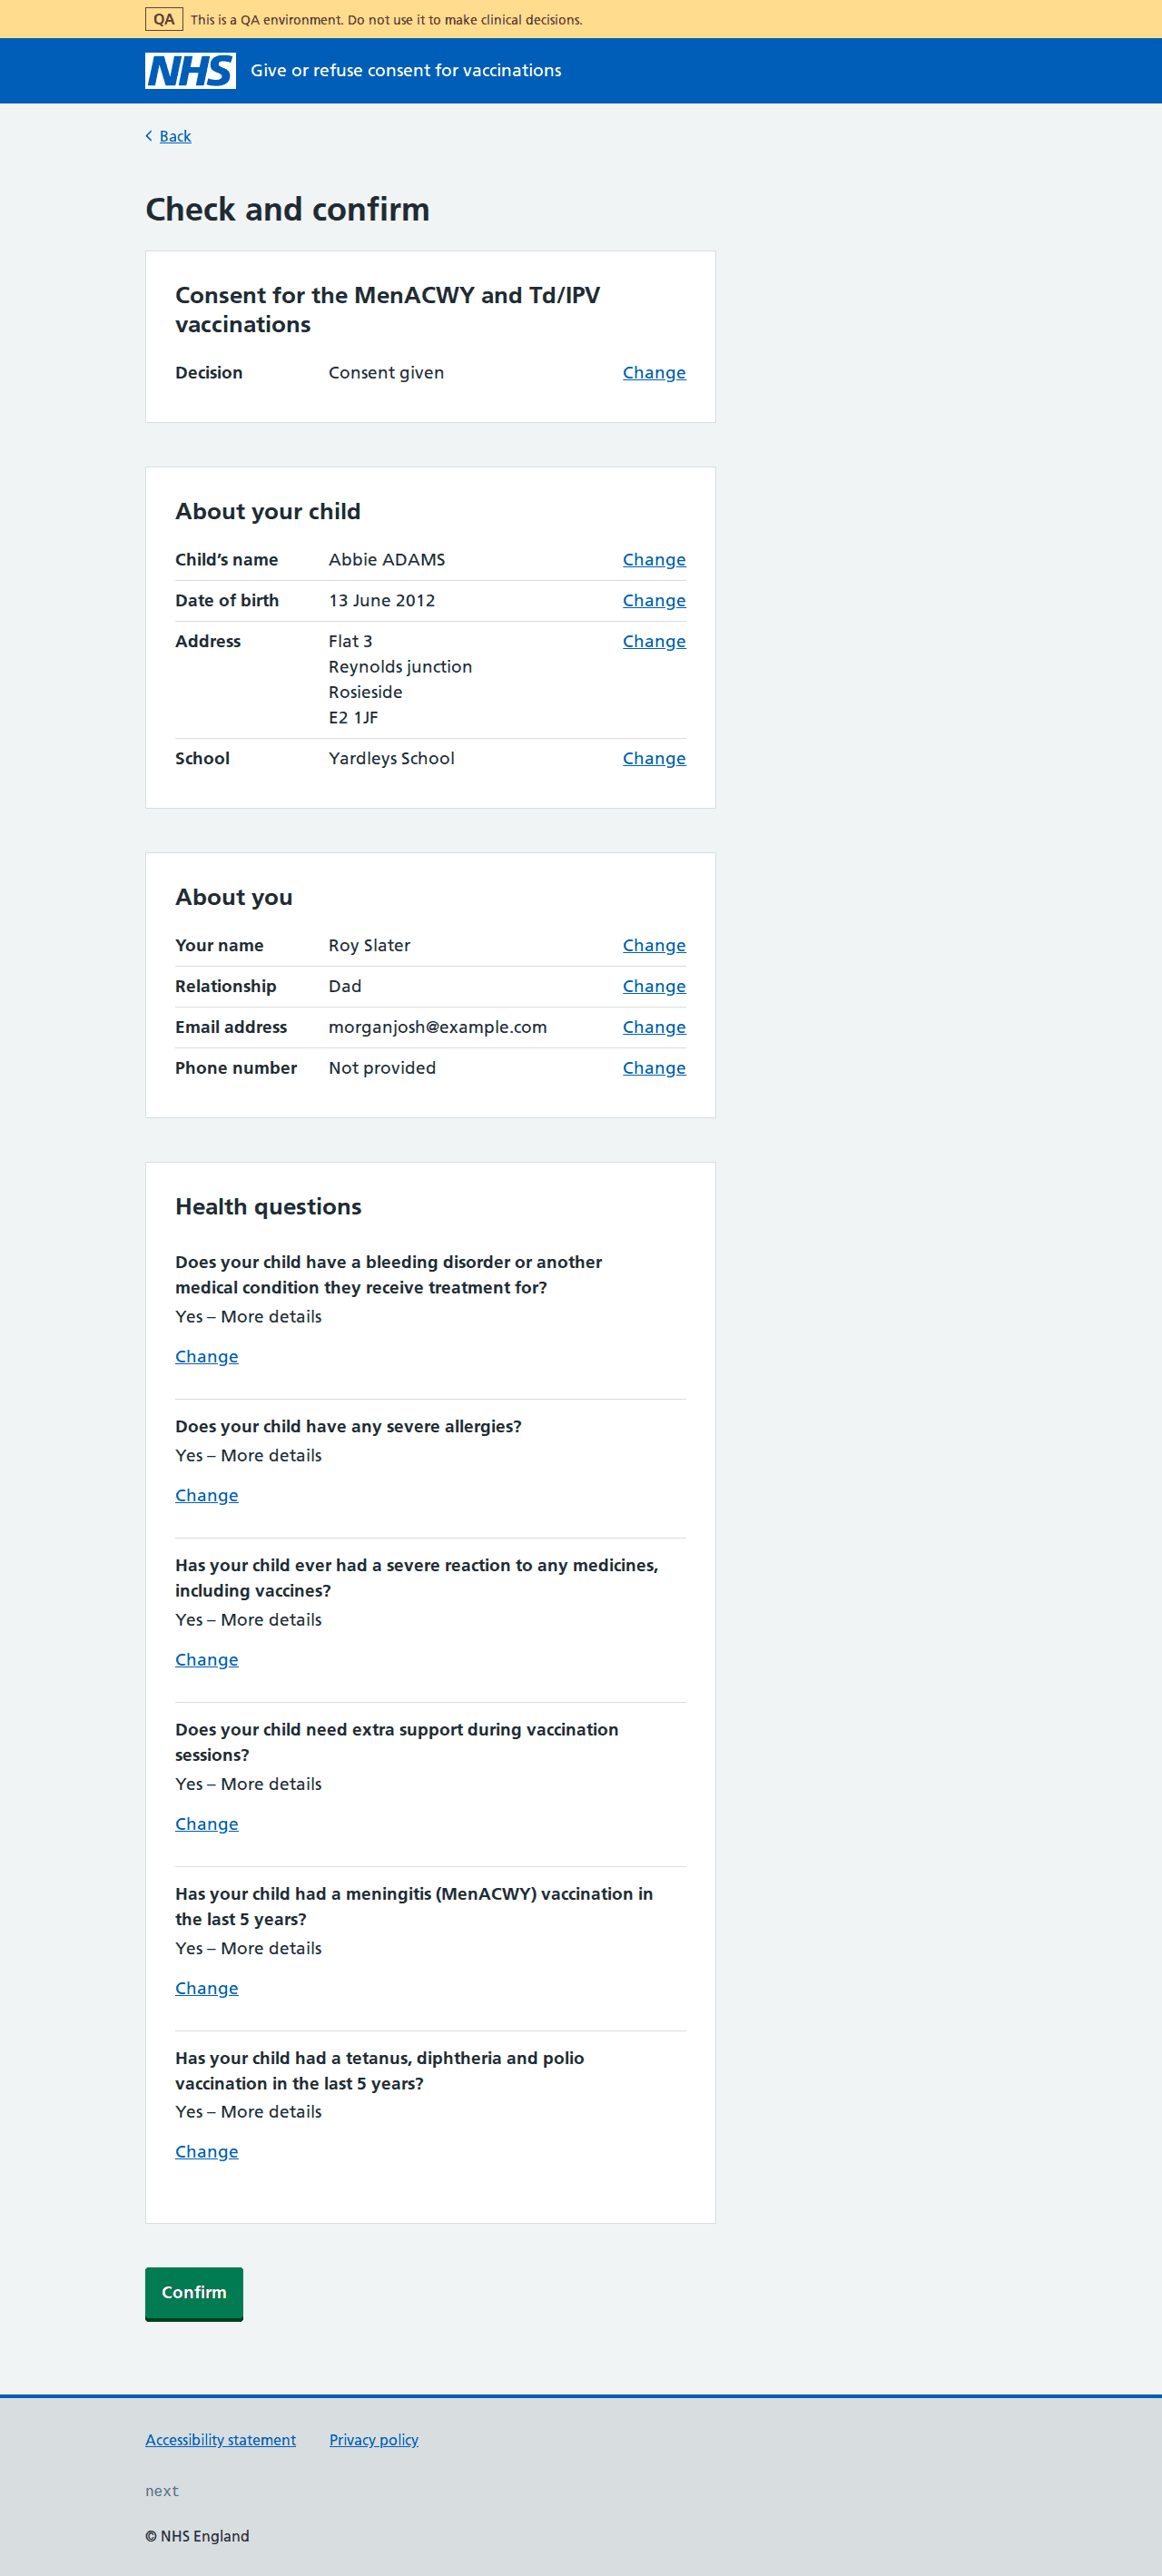 QA This is a QA environment. Do not use it to make clinical decisions.
NHS Give or refuse consent for vaccinations
Back
Check and confirm
Consent for the MenACWY and Td/IPV
vaccinations
Decision Consent given Change
About your child
Child’s name Abbie ADAMS Change
Date of birth 13 June 2012 Change
Address Flat 3 Change
Reynolds junction
Rosieside
E2 1JF
School Yardleys School Change
About you
Your name Roy Slater Change
Relationship Dad Change
Email address morganjosh@example.com Change
Phone number Not provided Change
Health questions
Does your child have a bleeding disorder or another
medical condition they receive treatment for?
Yes – More details
Change
Does your child have any severe allergies?
Yes – More details
Change
Has your child ever had a severe reaction to any medicines,
including vaccines?
Yes – More details
Change
Does your child need extra support during vaccination
sessions?
Yes – More details
Change
Has your child had a meningitis (MenACWY) vaccination in
the last 5 years?
Yes – More details
Change
Has your child had a tetanus, diphtheria and polio
vaccination in the last 5 years?
Yes – More details
Change
Confirm
Accessibility statement Privacy policy
next
© NHS England